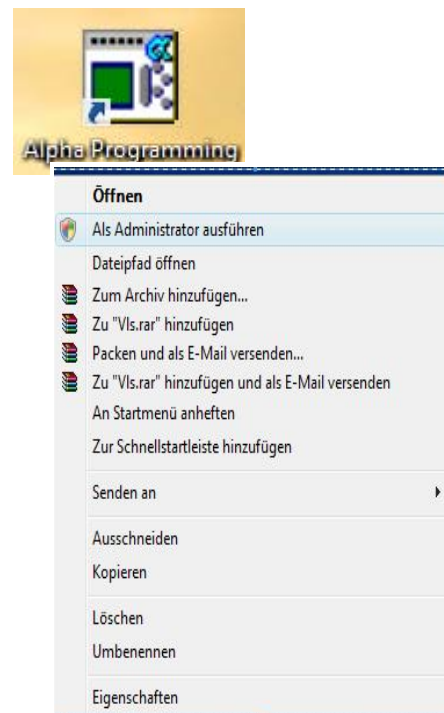 Alpha Programming
Öffnen
Als Administrator ausführen
Dateipfad öffnen
Zum Archiv hinzufügen...
Zu "Vls.rar" hinzufügen
Packen und als E-Mail versenden...
Zu "Vls.rar" hinzufügen und als E-Mail versenden
An Startmenü anheften
Zur Schnellstartleiste hinzufügen
Senden an
Ausschneiden
Kopieren
Löschen
Umbenennen
Eigenschaften